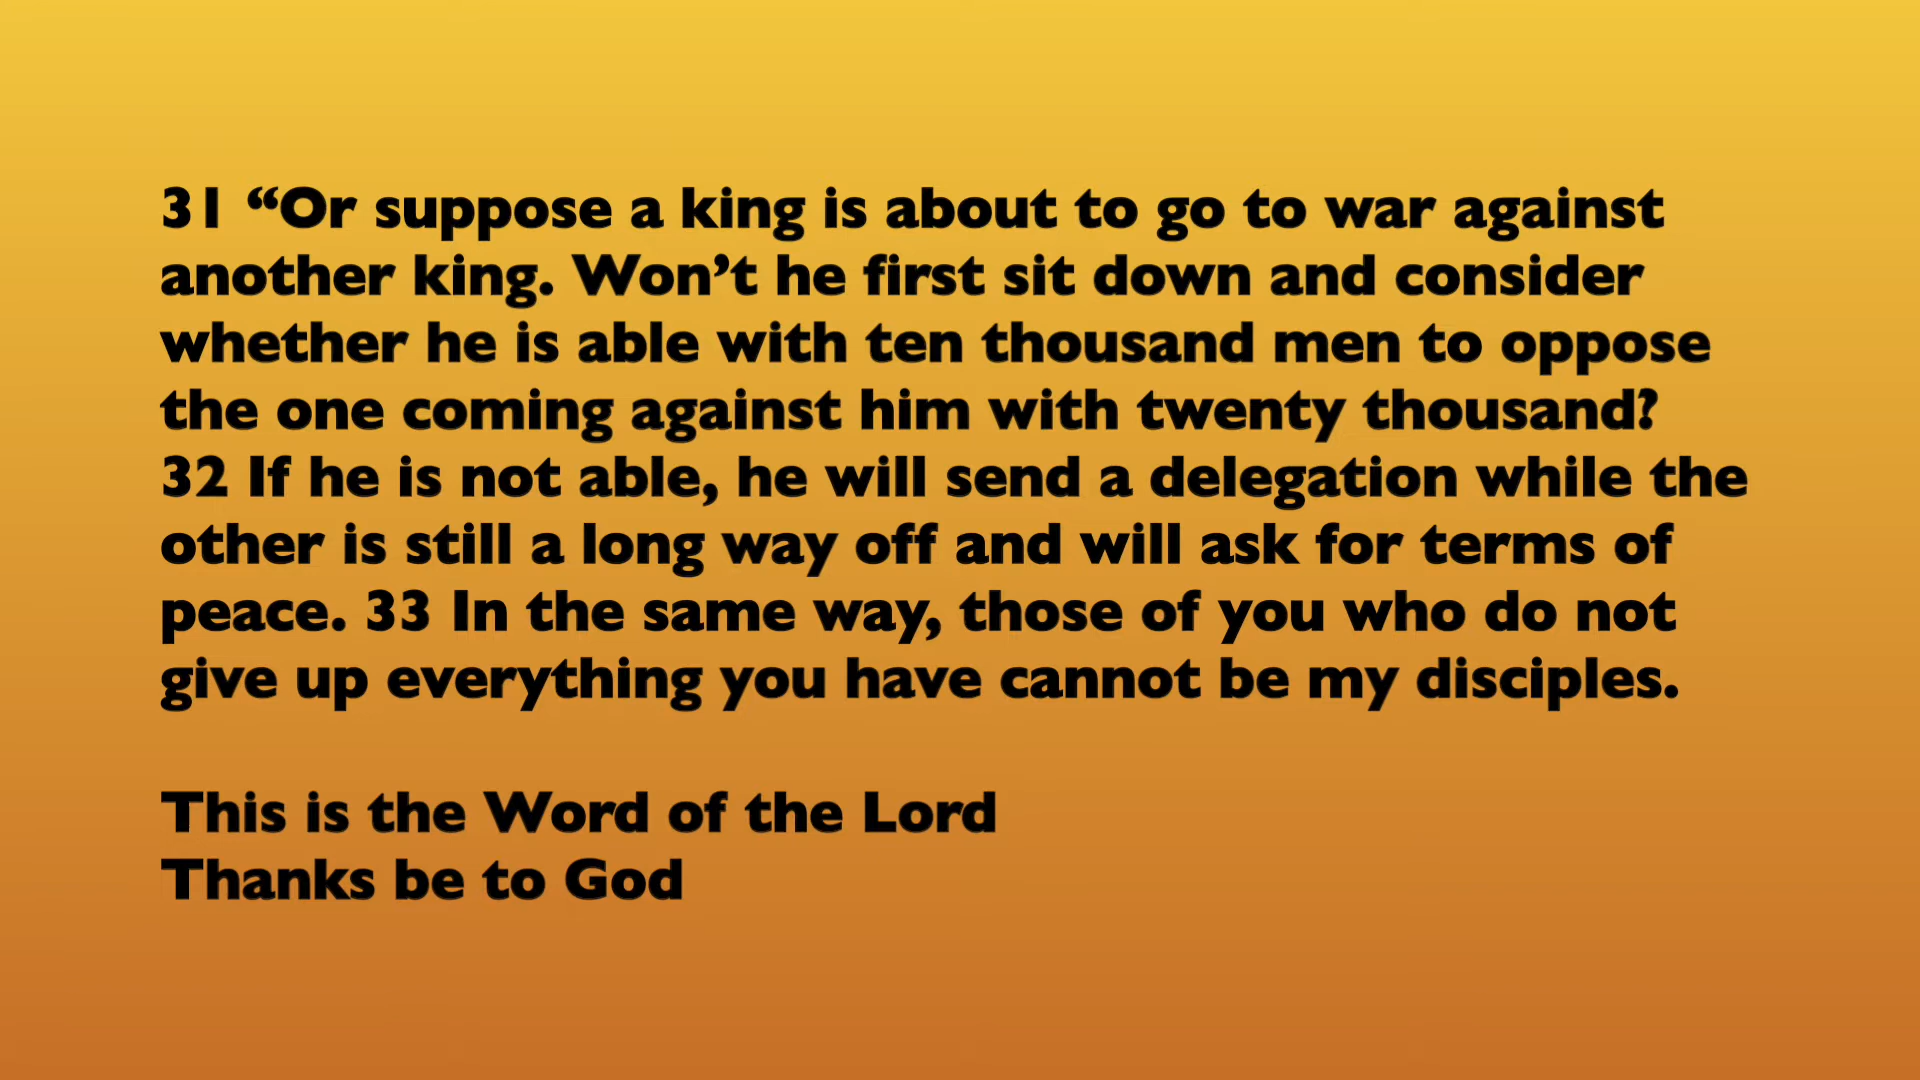 31 “Or suppose a king is about to go to war against
another king. Won’t he first sit down and consider
whether he is able with ten thousand men to oppose
the one coming against him with twenty thousand?
32 If he is not able, he will send a delegation while the
other is still a long way off and will ask for terms of
peace. 33 In the same way, those of you who do not
give up everything you have cannot be my disciples.
This is the Word of the Lord
Thanks be to God